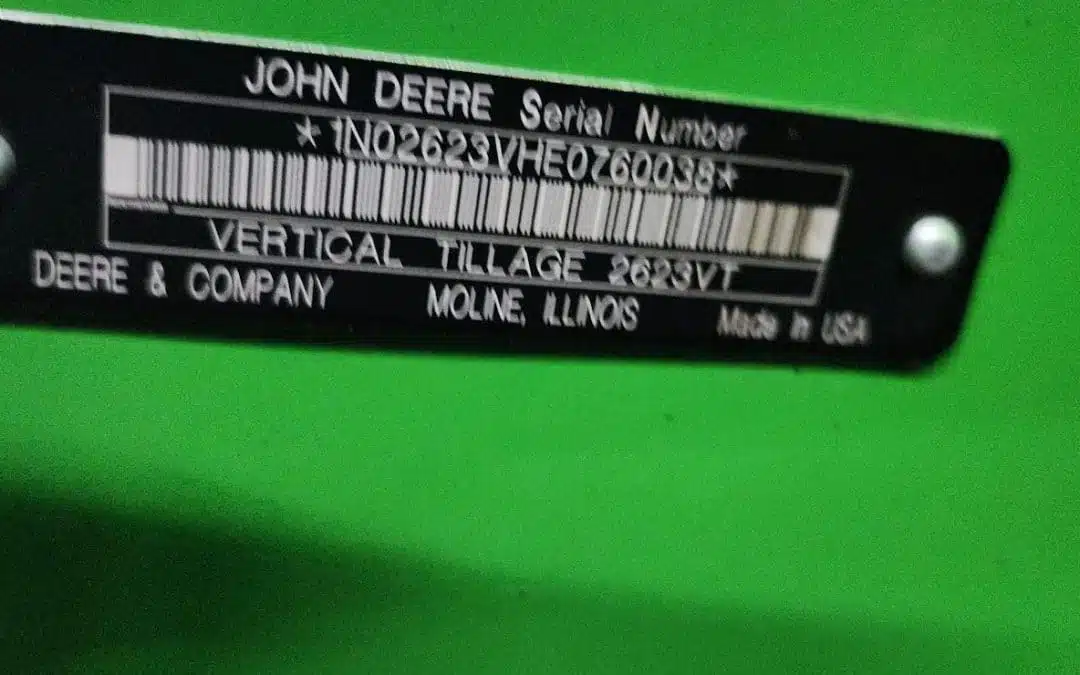 JOHN DEERE Serial Number
*1N02623VHE0760038*
VERTICAL TILLAGE 2623VT
DEERE & COMPANY MOLINE, ILLINOIS Made in USA